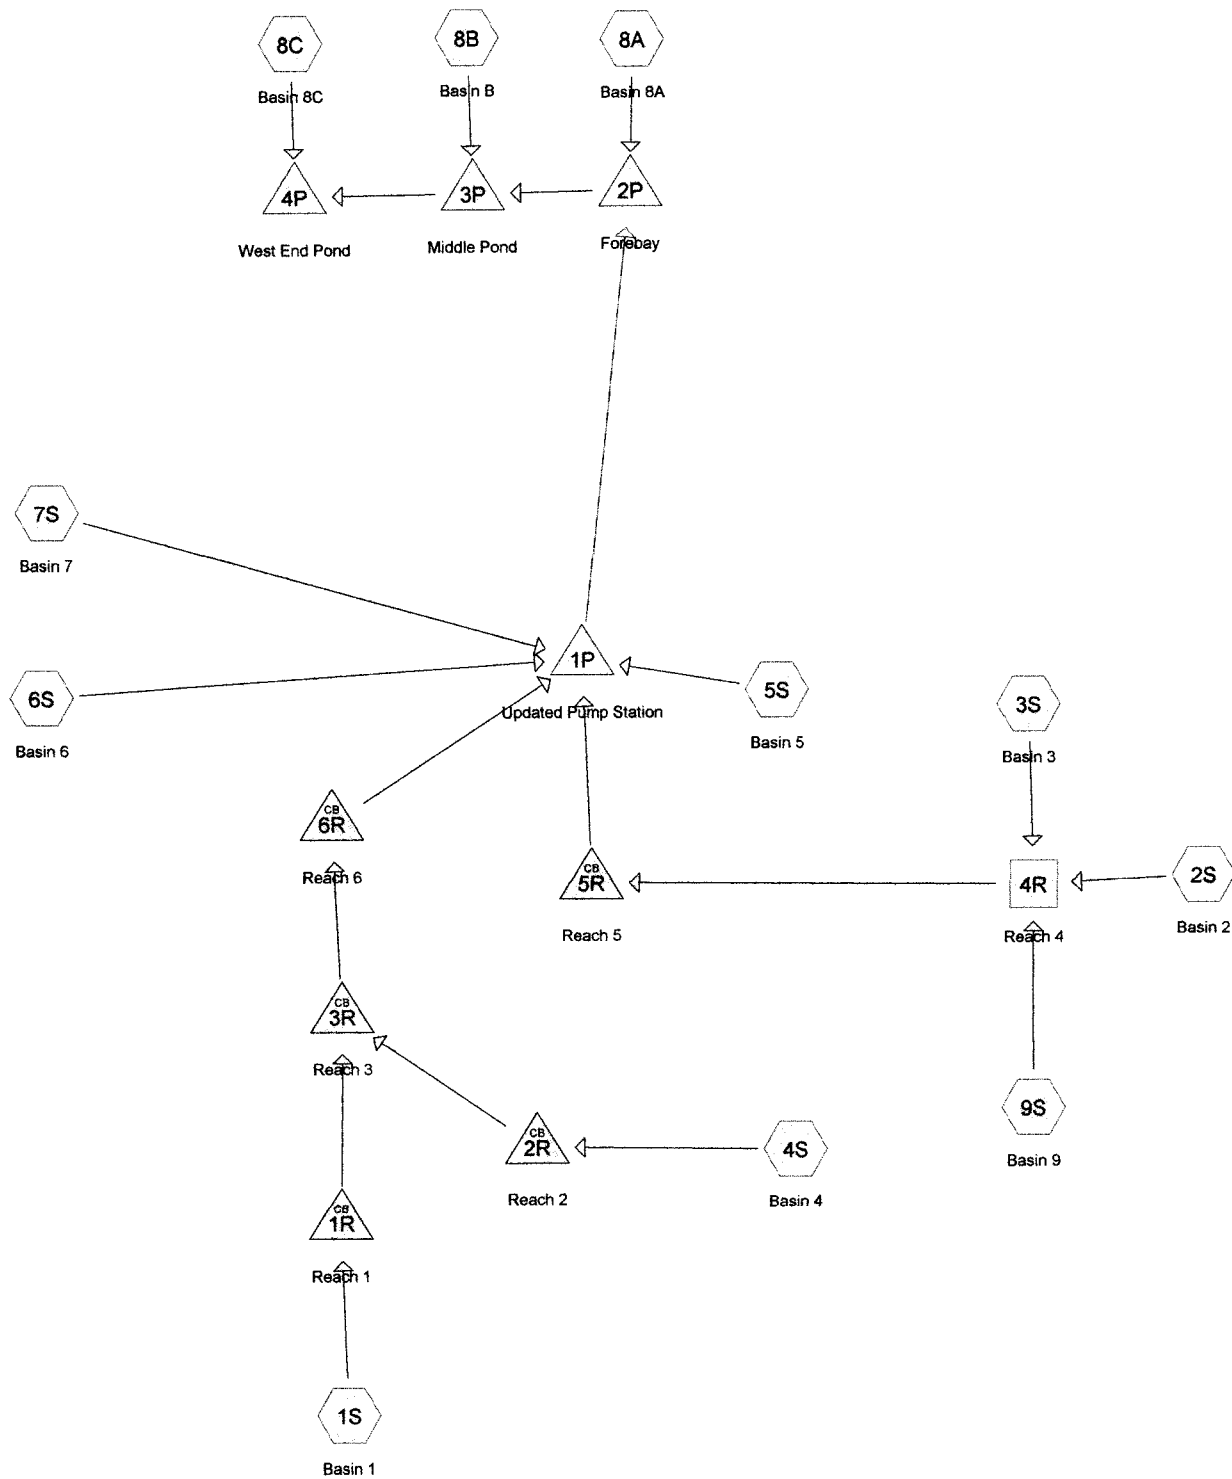 8C
8B
8A
Basin 8C
Basin B
Basin 8A
4P
3P
2P
West End Pond
Middle Pond
Forebay
7S
Basin 7
1P
Updated Pump Station
6S
Basin 6
5S
Basin 5
3S
Basin 3
CB
6R
Reach 6
CB
5R
Reach 5
4R
Reach 4
2S
Basin 2
CB
3R
Reach 3
9S
Basin 9
CB
2R
Reach 2
4S
Basin 4
CB
1R
Reach 1
1S
Basin 1